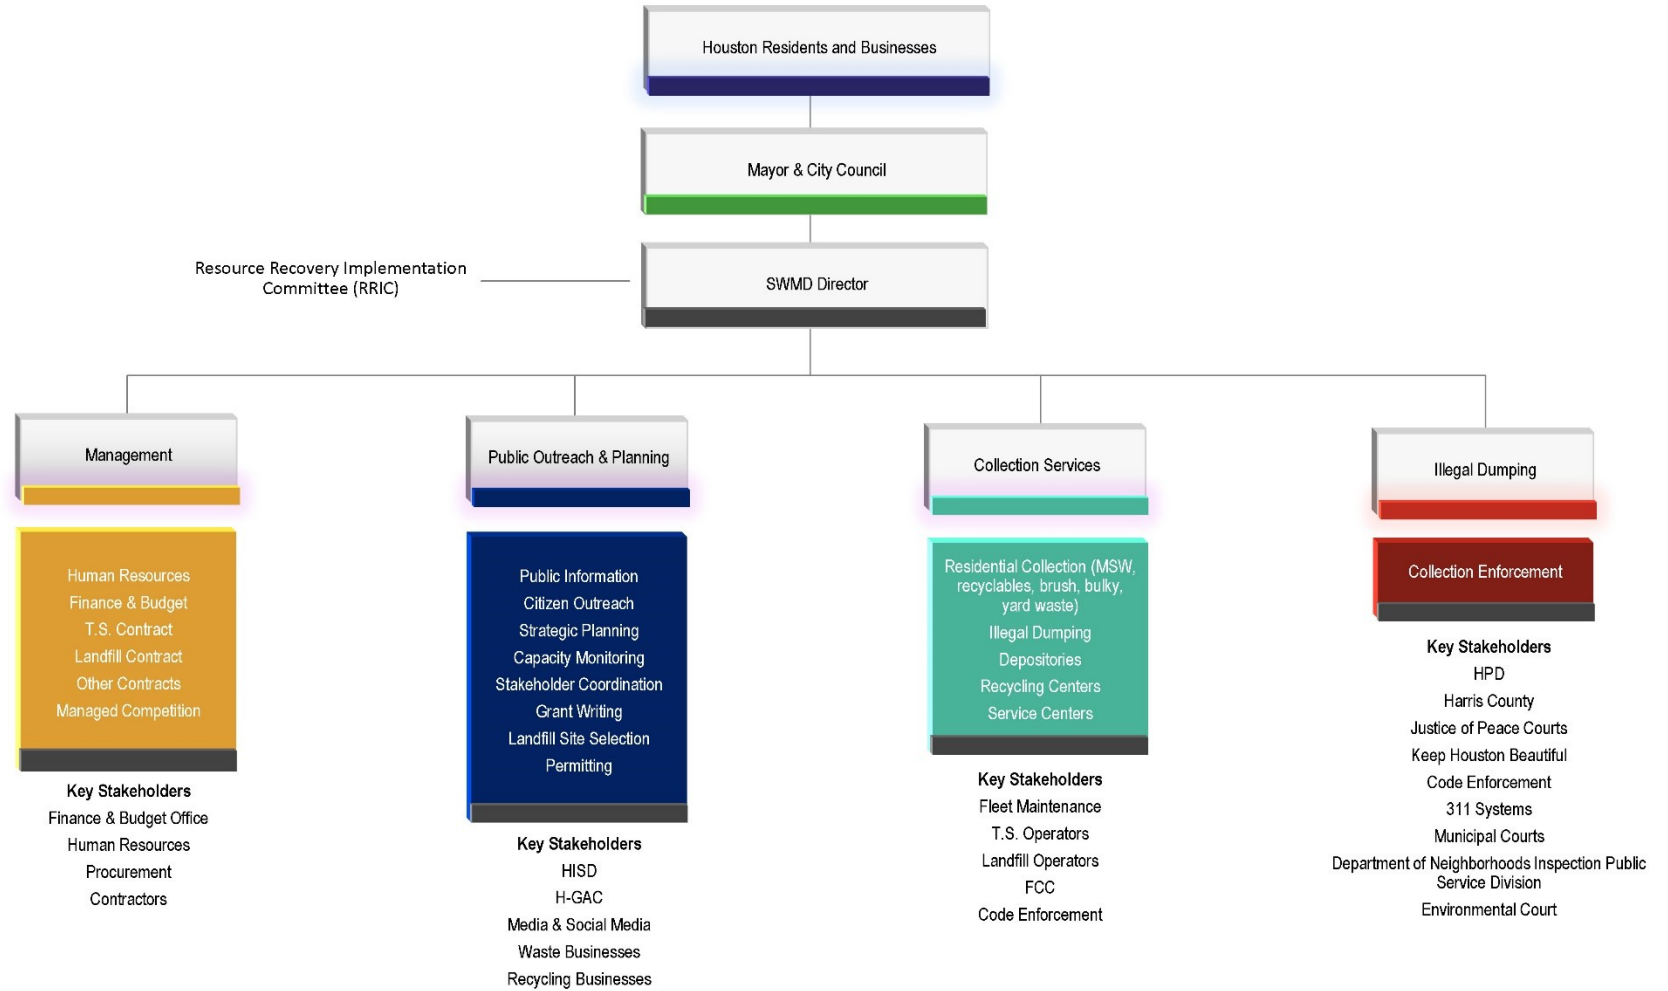 Houston Residents and Businesses
Mayor & City Council
Resource Recovery Implementation
Committee (RRIC)
SWMD Director
Management
Human Resources
Finance & Budget
T.S. Contract
Landfill Contract
Other Contracts
Managed Competition
Key Stakeholders
Finance & Budget Office
Human Resources
Procurement
Contractors
Public Outreach & Planning
Public Information
Citizen Outreach
Strategic Planning
Capacity Monitoring
Stakeholder Coordination
Grant Writing
Landfill Site Selection
Permitting
Key Stakeholders
HISD
H-GAC
Media & Social Media
Waste Businesses
Recycling Businesses
Collection Services
Residential Collection (MSW,
recyclables, brush, bulky,
yard waste)
Illegal Dumping
Depositories
Recycling Centers
Service Centers
Key Stakeholders
Fleet Maintenance
T.S. Operators
Landfill Operators
FCC
Code Enforcement
Illegal Dumping
Collection Enforcement
Key Stakeholders
HPD
Harris County
Justice of Peace Courts
Keep Houston Beautiful
Code Enforcement
311 Systems
Municipal Courts
Department of Neighborhoods Inspection Public
Service Division
Environmental Court